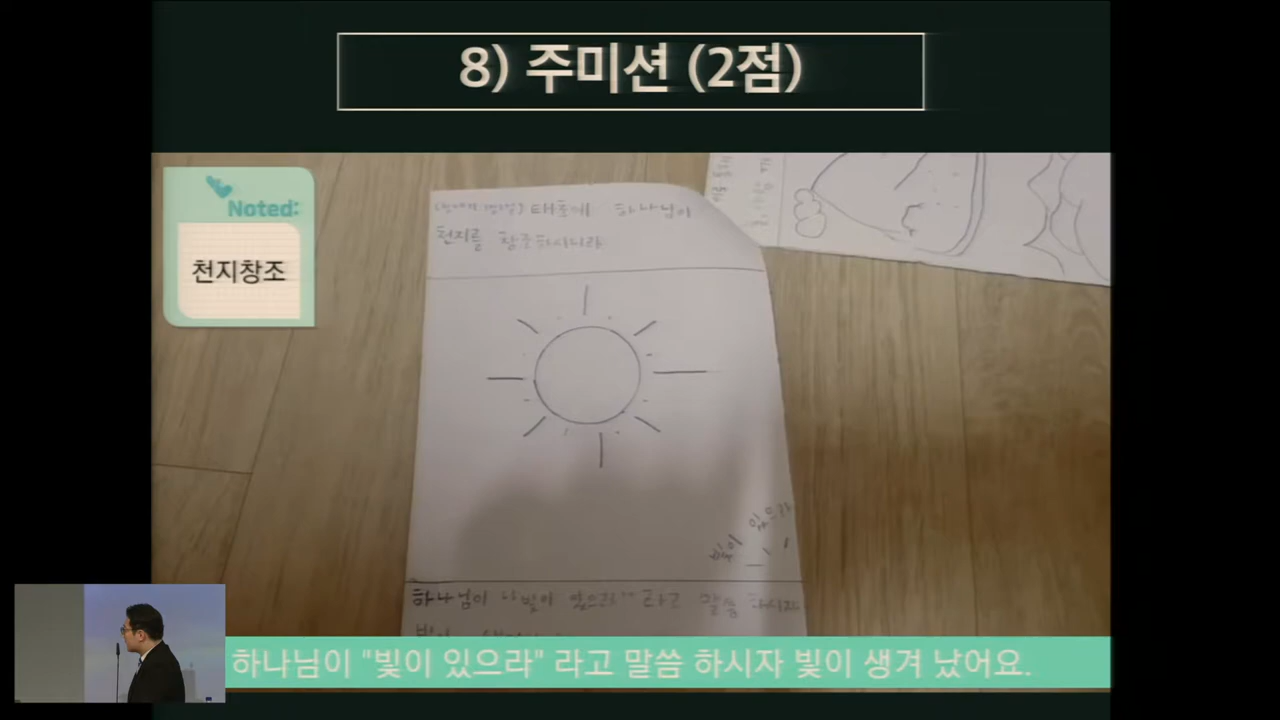 8) 주미션 (2점)
Noted:
천지창조
태초에 하나님이
천지를 창조하시니라
빛이 있으라
하나님이 빛이 있으라 라고 말씀 하시자
하나님이 "빛이 있으라" 라고 말씀 하시자 빛이 생겨 났어요.